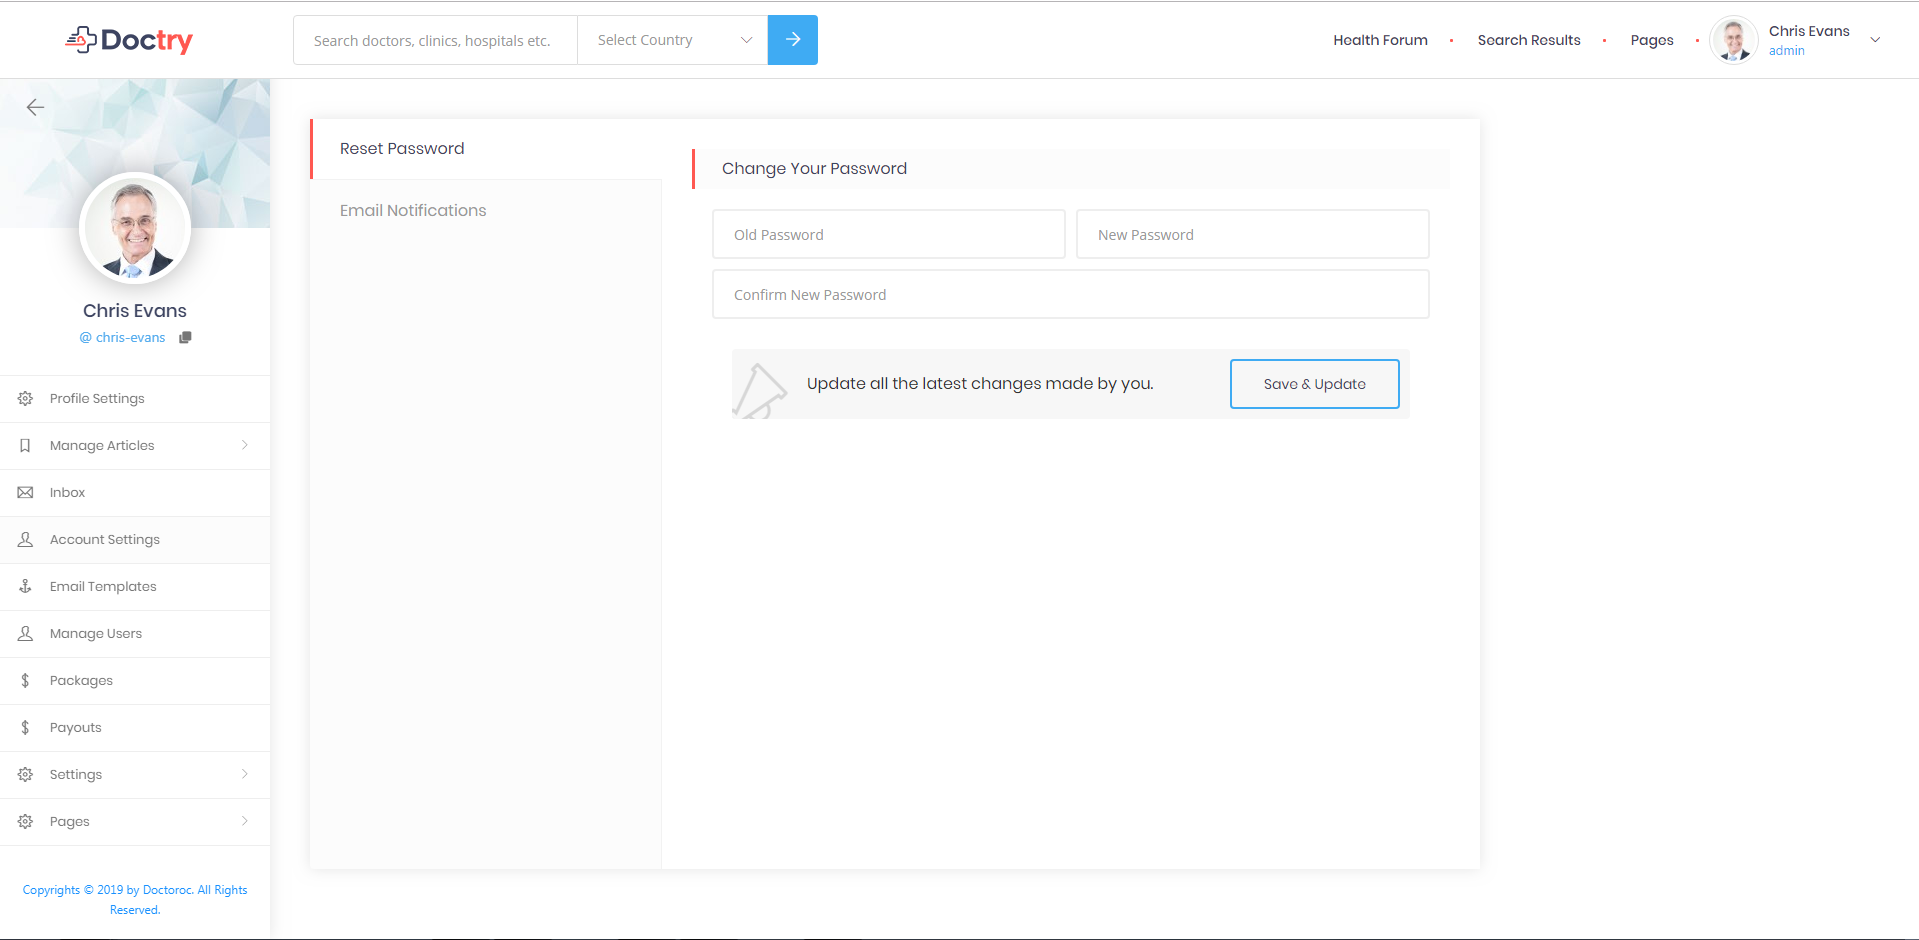 Doctry
Search doctors, clinics, hospitals etc.
Select Country
Health Forum
Search Results
Pages
Chris Evans
admin
Chris Evans
@ chris-evans
Profile Settings
Manage Articles
Inbox
Account Settings
Email Templates
Manage Users
$ Packages
$ Payouts
Settings
Pages
Copyrights © 2019 by Doctoroc. All Rights
Reserved.
Reset Password
Email Notifications
Change Your Password
Old Password
New Password
Confirm New Password
Update all the latest changes made by you.
Save & Update